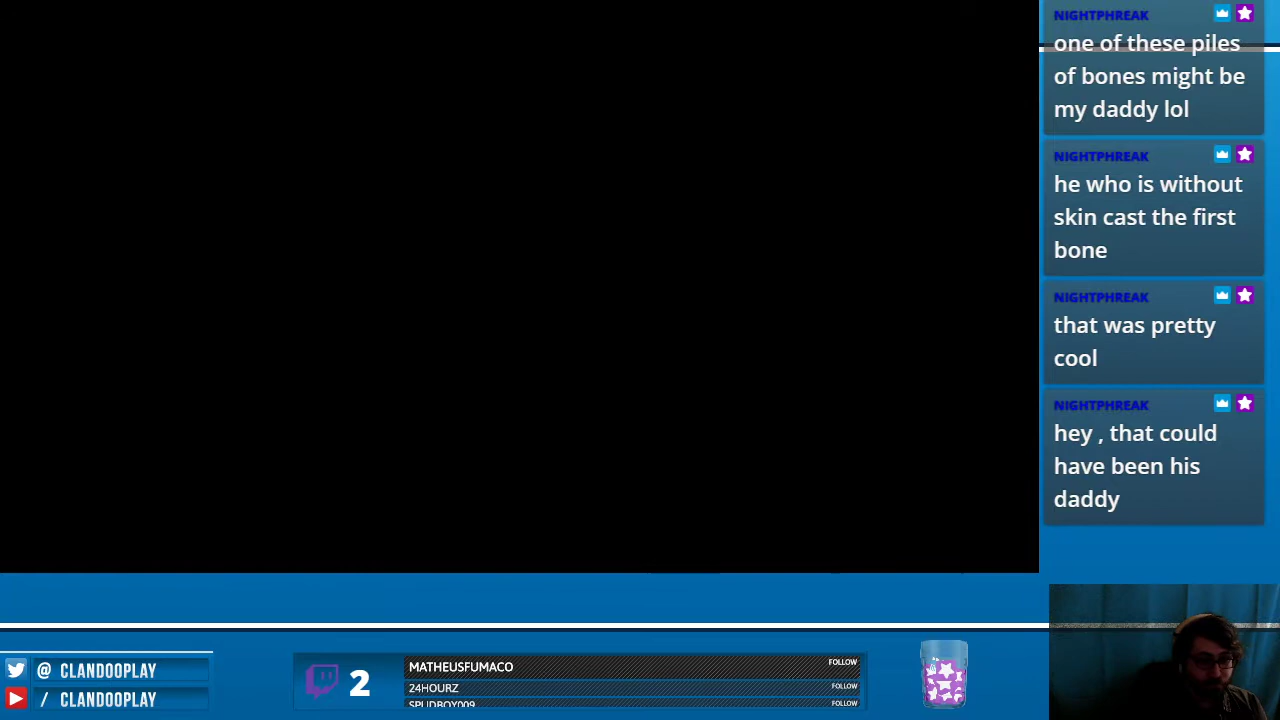 NIGHTPHREAK
one of these piles
of bones might be
my daddy lol
NIGHTPHREAK
he who is without
skin cast the first
bone
NIGHTPHREAK
that was pretty
cool
NIGHTPHREAK
hey , that could
have been his
daddy
@ CLANDOOPLAY
/ CLANDOOPLAY
2
MATHEUSFUMACO FOLLOW
24HOURZ FOLLOW
SPUDBOY009 FOLLOW